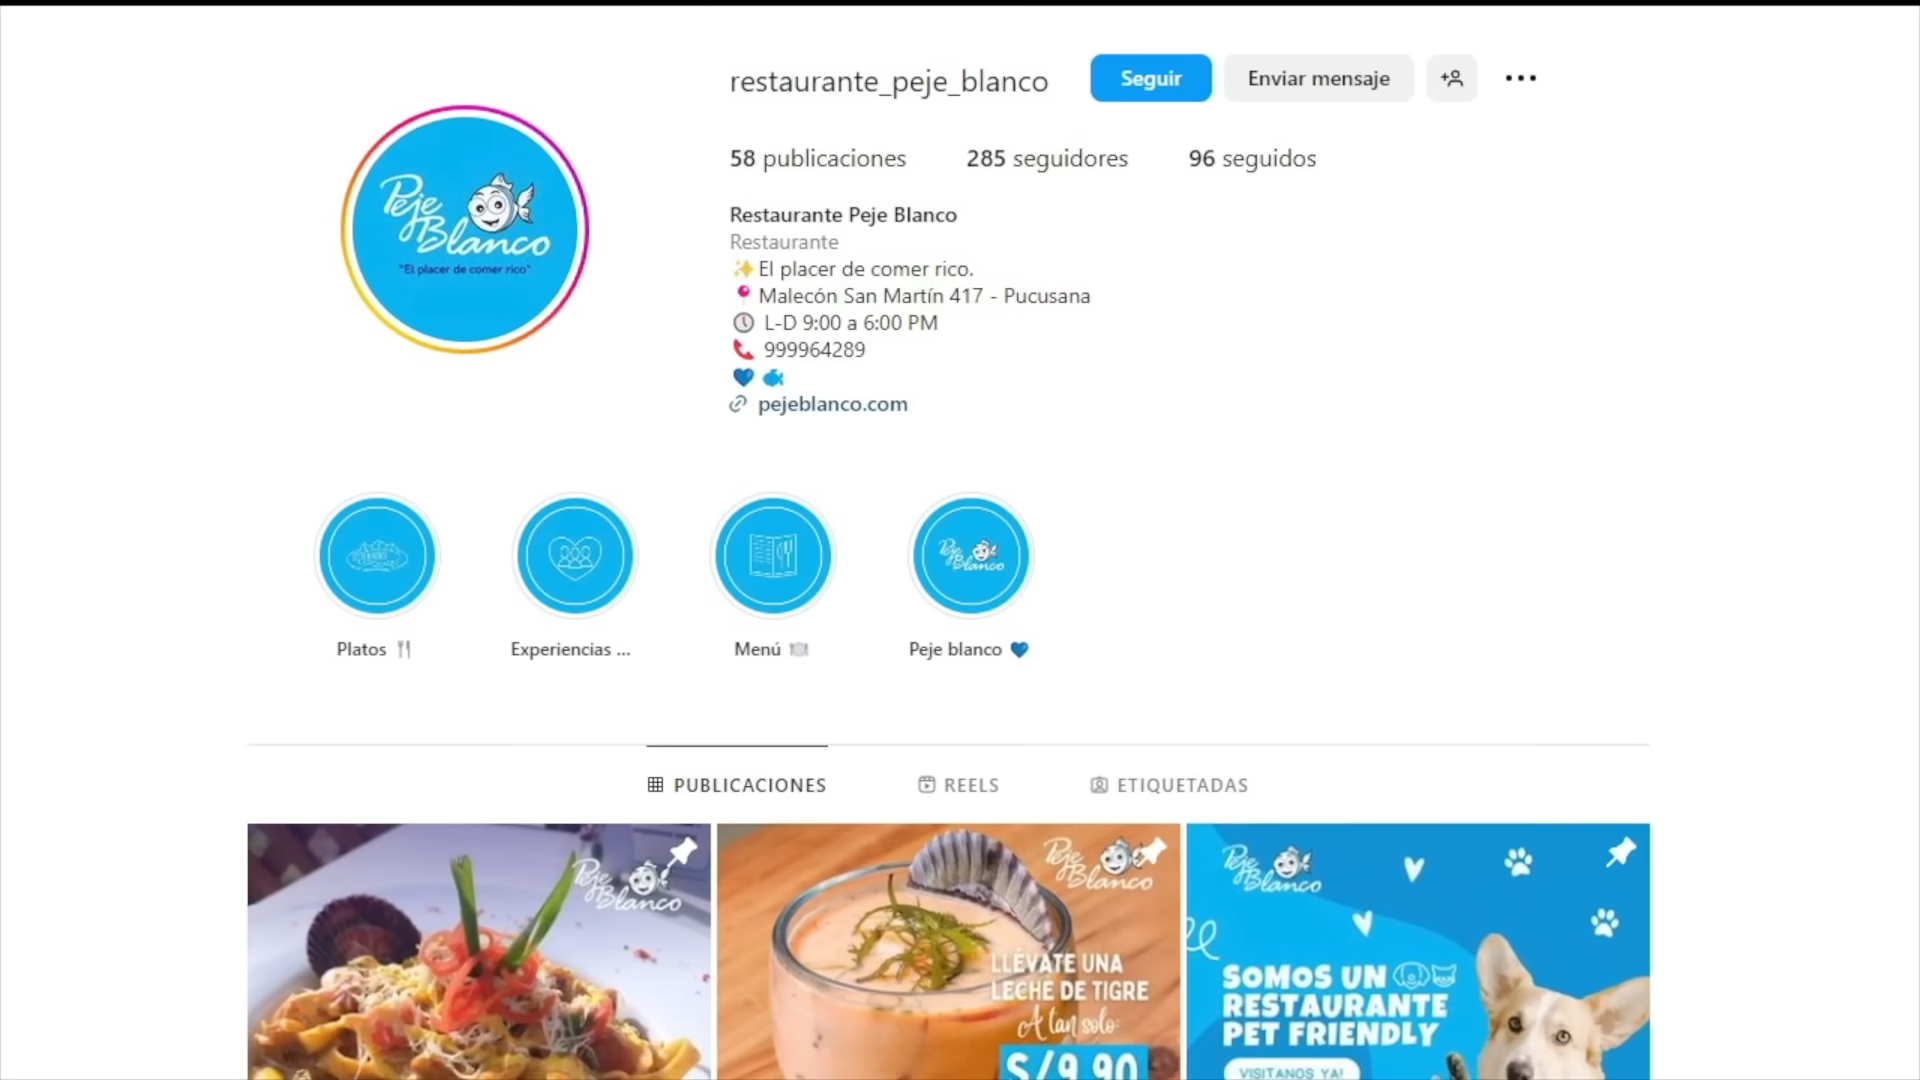 restaurante_peje_blanco
Seguir
Enviar mensaje
58 publicaciones
285 seguidores
96 seguidos
Peje
Blanco
"El placer de comer rico"
Restaurante Peje Blanco
Restaurante
El placer de comer rico.
Malecón San Martín 417 - Pucusana
L-D 9:00 a 6:00 PM
999964289
pejeblanco.com
Peje
Blanco
Platos
Experiencias ...
Menú
Peje blanco
PUBLICACIONES
REELS
ETIQUETADAS
Peje
Blanco
Peje
Blanco
LLÉVATE UNA
LECHE DE TIGRE
A tan solo:
S/9.90
Peje
Blanco
SOMOS UN
RESTAURANTE
PET FRIENDLY
VISITANOS YA!